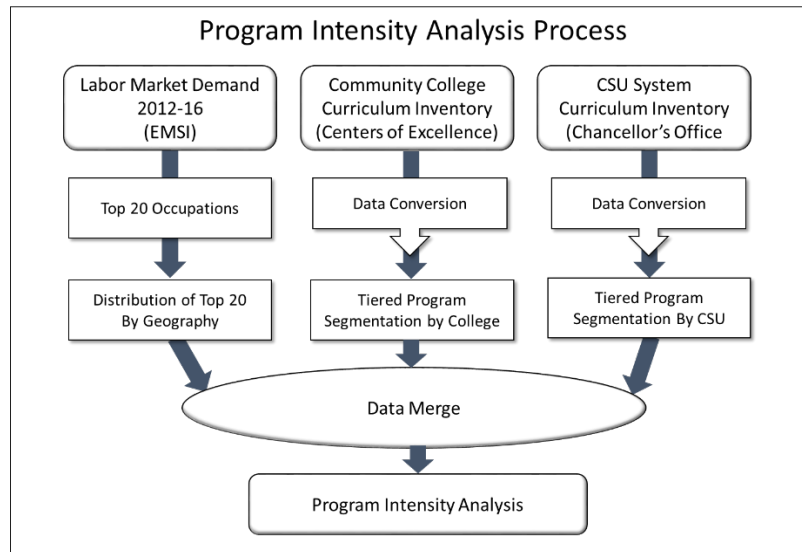 Program Intensity Analysis Process
Labor Market Demand
2012-16
(EMSI)
Community College
Curriculum Inventory
(Centers of Excellence)
CSU System
Curriculum Inventory
(Chancellor's Office
Top 20 Occupations
Data Conversion
Data Conversion
Distribution of Top 20
By Geography
Tiered Program
Segmentation by College
Tiered Program
Segmentation By CSU
Data Merge
Program Intensity Analysis